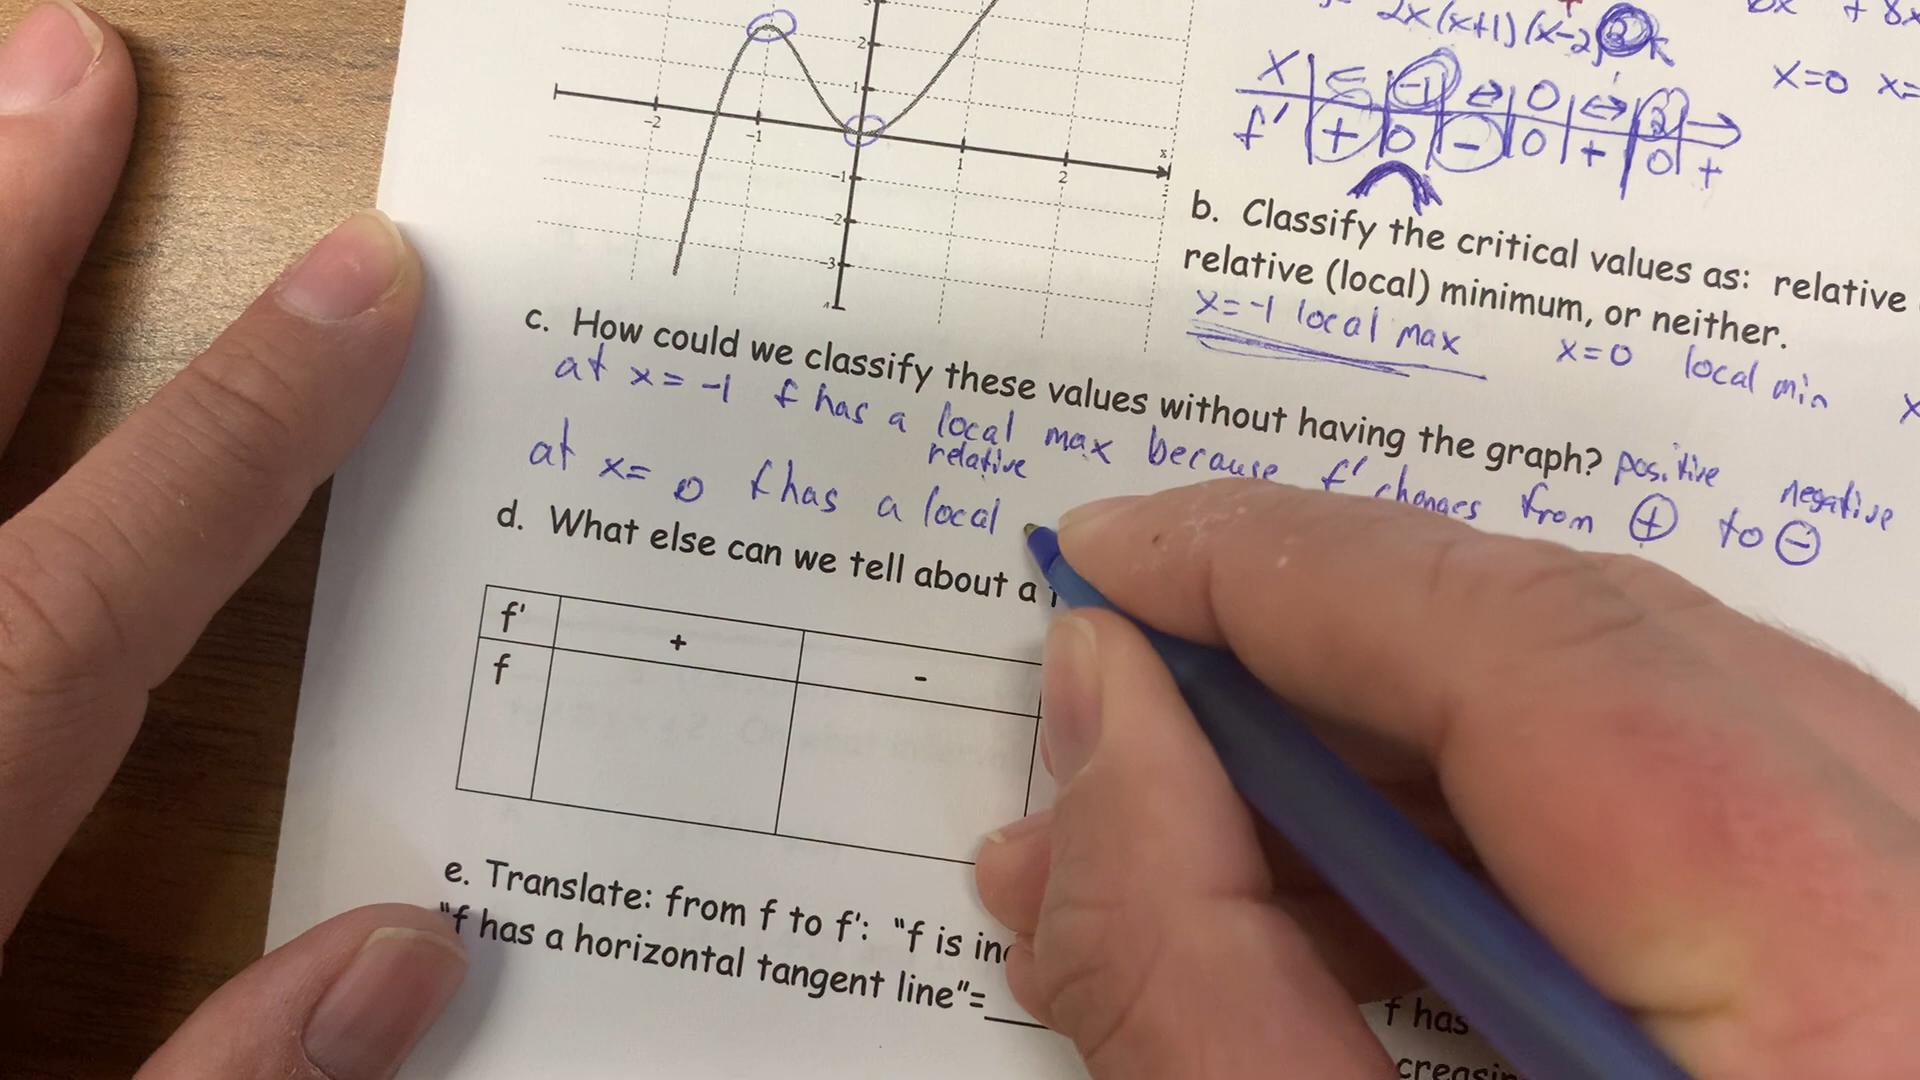 2x(x+1)(x-2)
+ 8x
x=0 x=
x ≤ -1 ↔ 0 ↔ 2 →
f' + 0 - 0 + 0 +
3
2
1
-2 -1 1 2 x
-1
-2
-3
b. Classify the critical values as: relative
relative (local) minimum, or neither.
x=-1 local max x=0 local min x
c. How could we classify these values without having the graph?
positive negative
at x= -1 f has a local max because f' changes from + to -
relative
at x= 0 f has a local
d. What else can we tell about a
f' + -
f
e. Translate: from f to f': "f is inc
"f has a horizontal tangent line"=___
f has
creasin